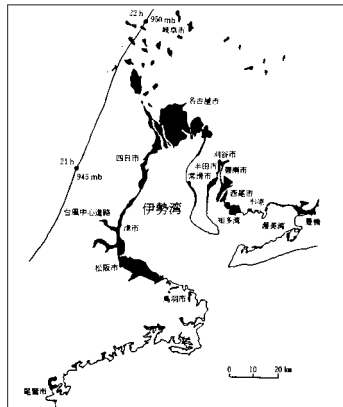 22 h
950 mb
岐阜市
名古屋市
四日市
刈谷市
半田市
碧南市
常滑市
西尾市
21 h
945 mb
伊勢湾
台風中心進路
津市
知多湾
渥美湾
豊橋
松阪市
鳥羽市
尾鷲市
0 10 20 km